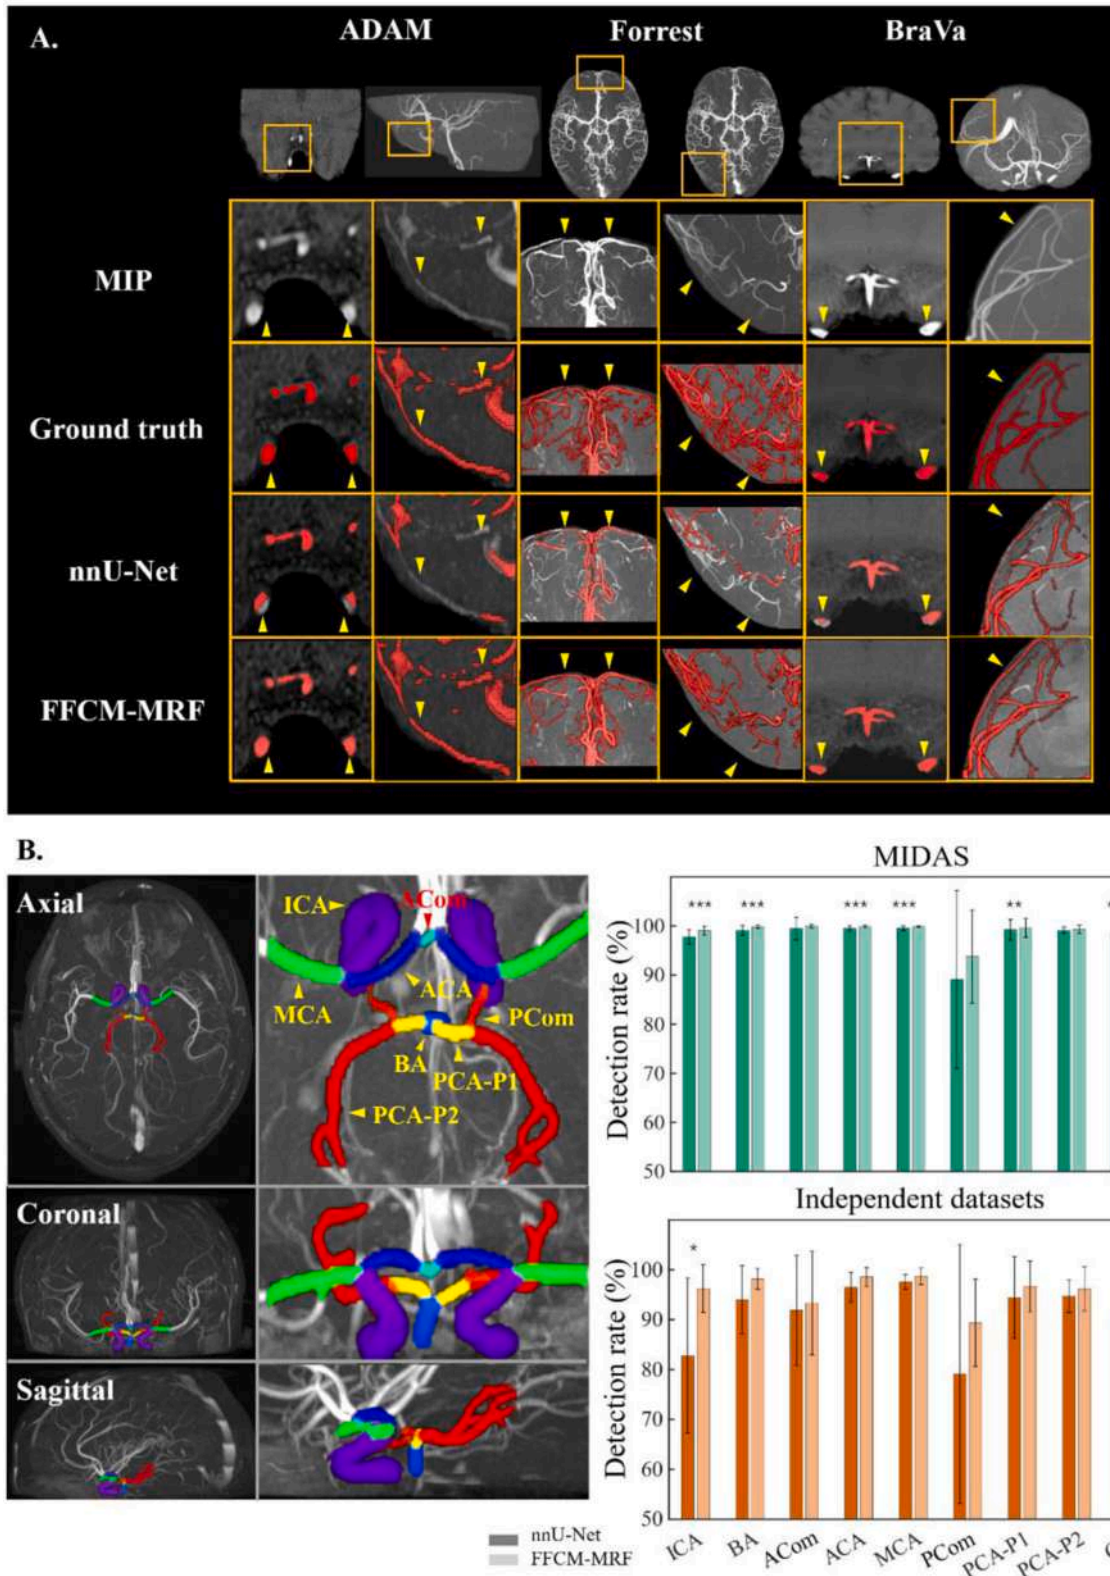 A.
ADAM Forrest BraVa
MIP
Ground truth
nnU-Net
FFCM-MRF
B.
Axial
ICA
ACom
MCA
ACA
PCom
BA
PCA-P1
PCA-P2
Coronal
Sagittal
MIDAS
Detection rate (%)
100
90
80
70
60
50
*** *** *** *** **
Independent datasets
Detection rate (%)
100
90
80
70
60
50
*
ICA BA ACom ACA MCA PCom PCA-P1 PCA-P2
nnU-Net
FFCM-MRF